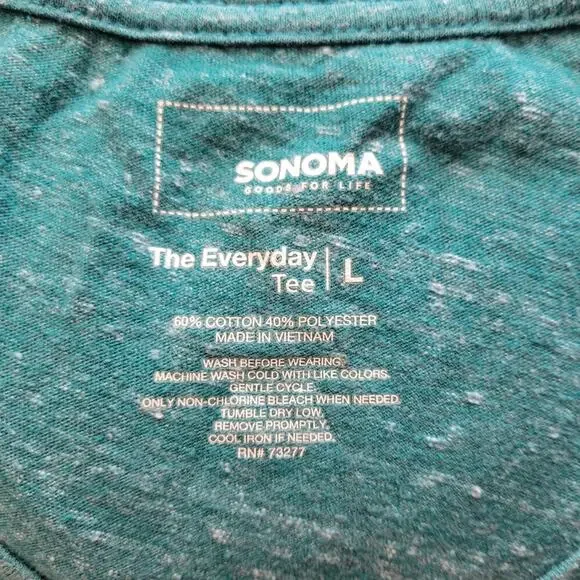 SONOMA
GOODS FOR LIFE
The Everyday
Tee | L
60% COTTON 40% POLYESTER
MADE IN VIETNAM
WASH BEFORE WEARING.
MACHINE WASH COLD WITH LIKE COLORS.
GENTLE CYCLE.
ONLY NON-CHLORINE BLEACH WHEN NEEDED.
TUMBLE DRY LOW.
REMOVE PROMPTLY.
COOL IRON IF NEEDED.
RN# 73277